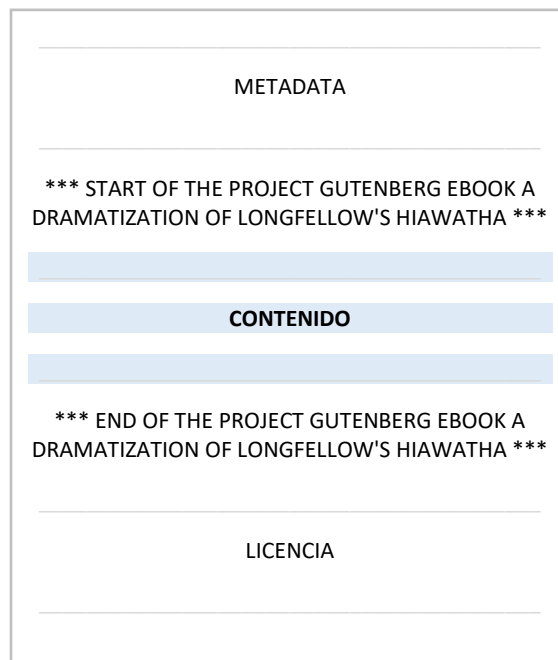 METADATA
*** START OF THE PROJECT GUTENBERG EBOOK A
DRAMATIZATION OF LONGFELLOW'S HIAWATHA ***
CONTENIDO
*** END OF THE PROJECT GUTENBERG EBOOK A
DRAMATIZATION OF LONGFELLOW'S HIAWATHA ***
LICENCIA